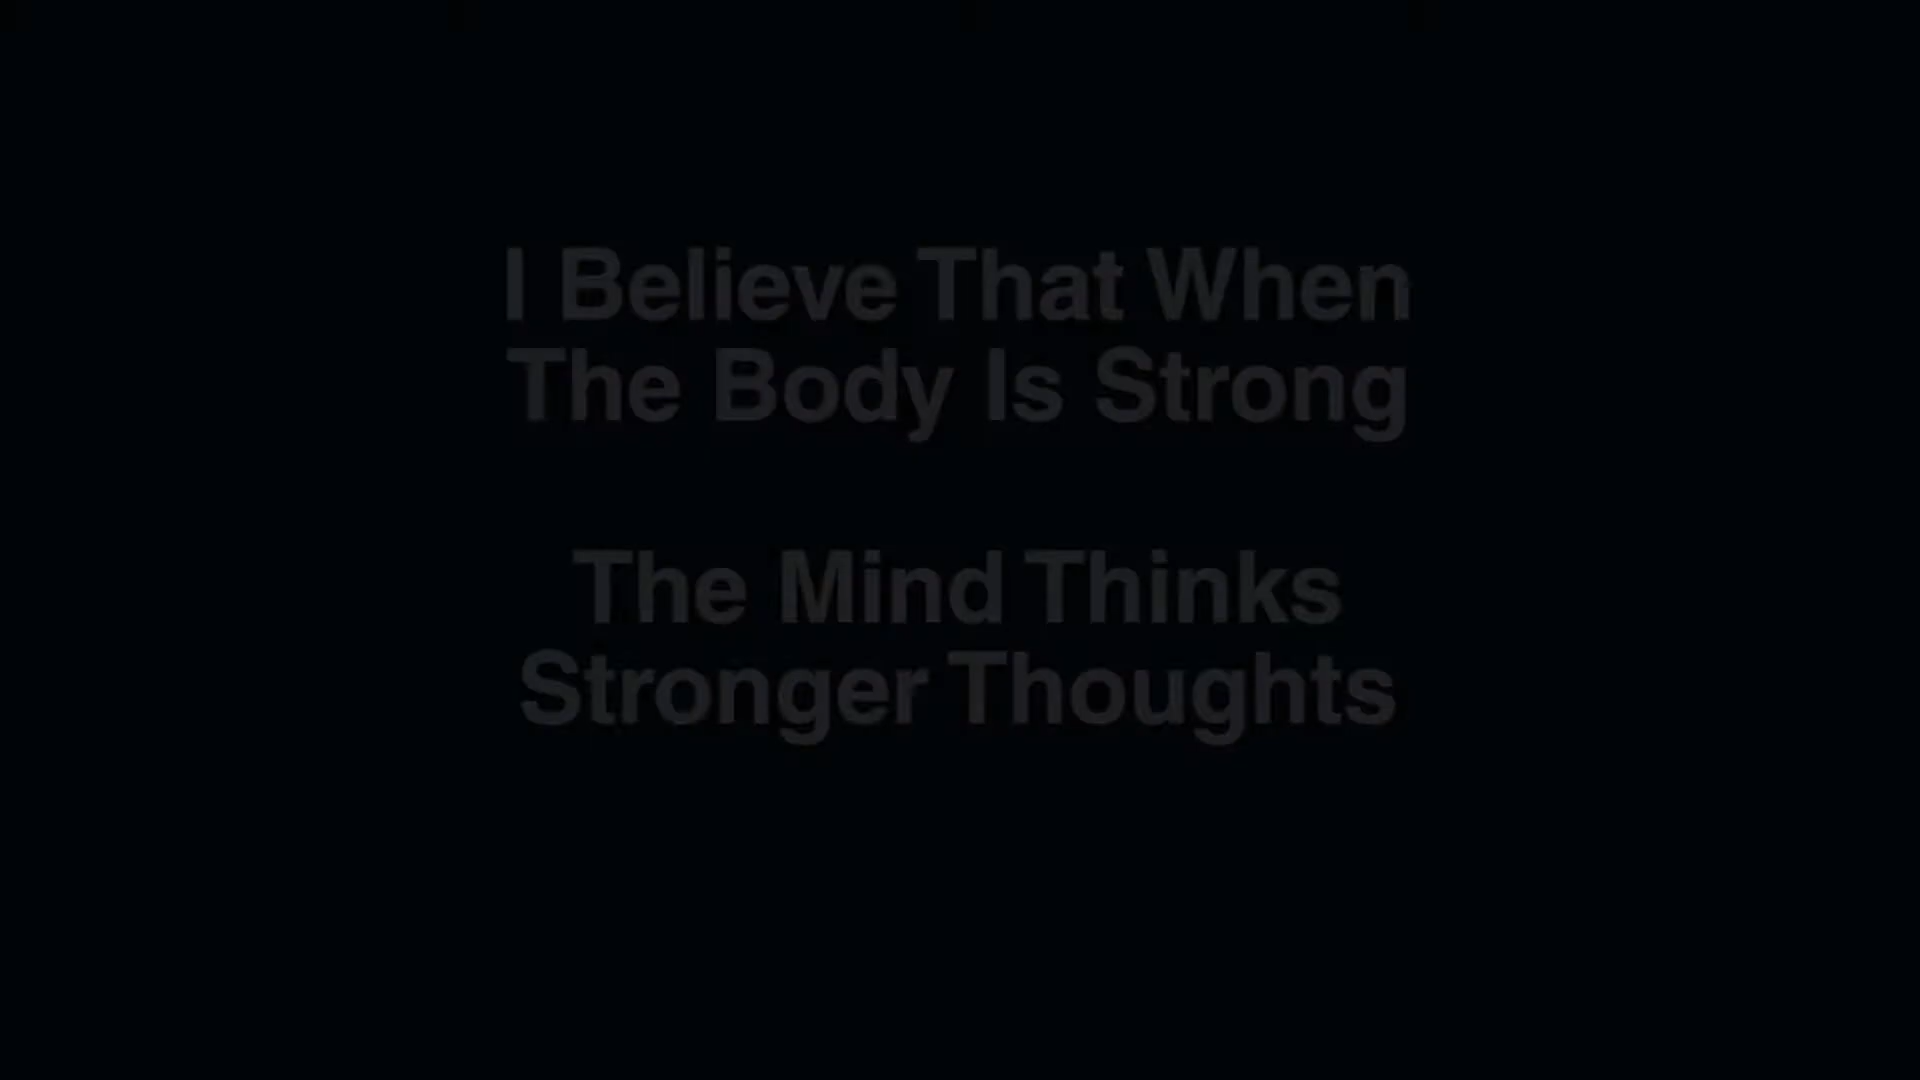 I Believe That When
The Body Is Strong
The Mind Thinks
Stronger Thoughts